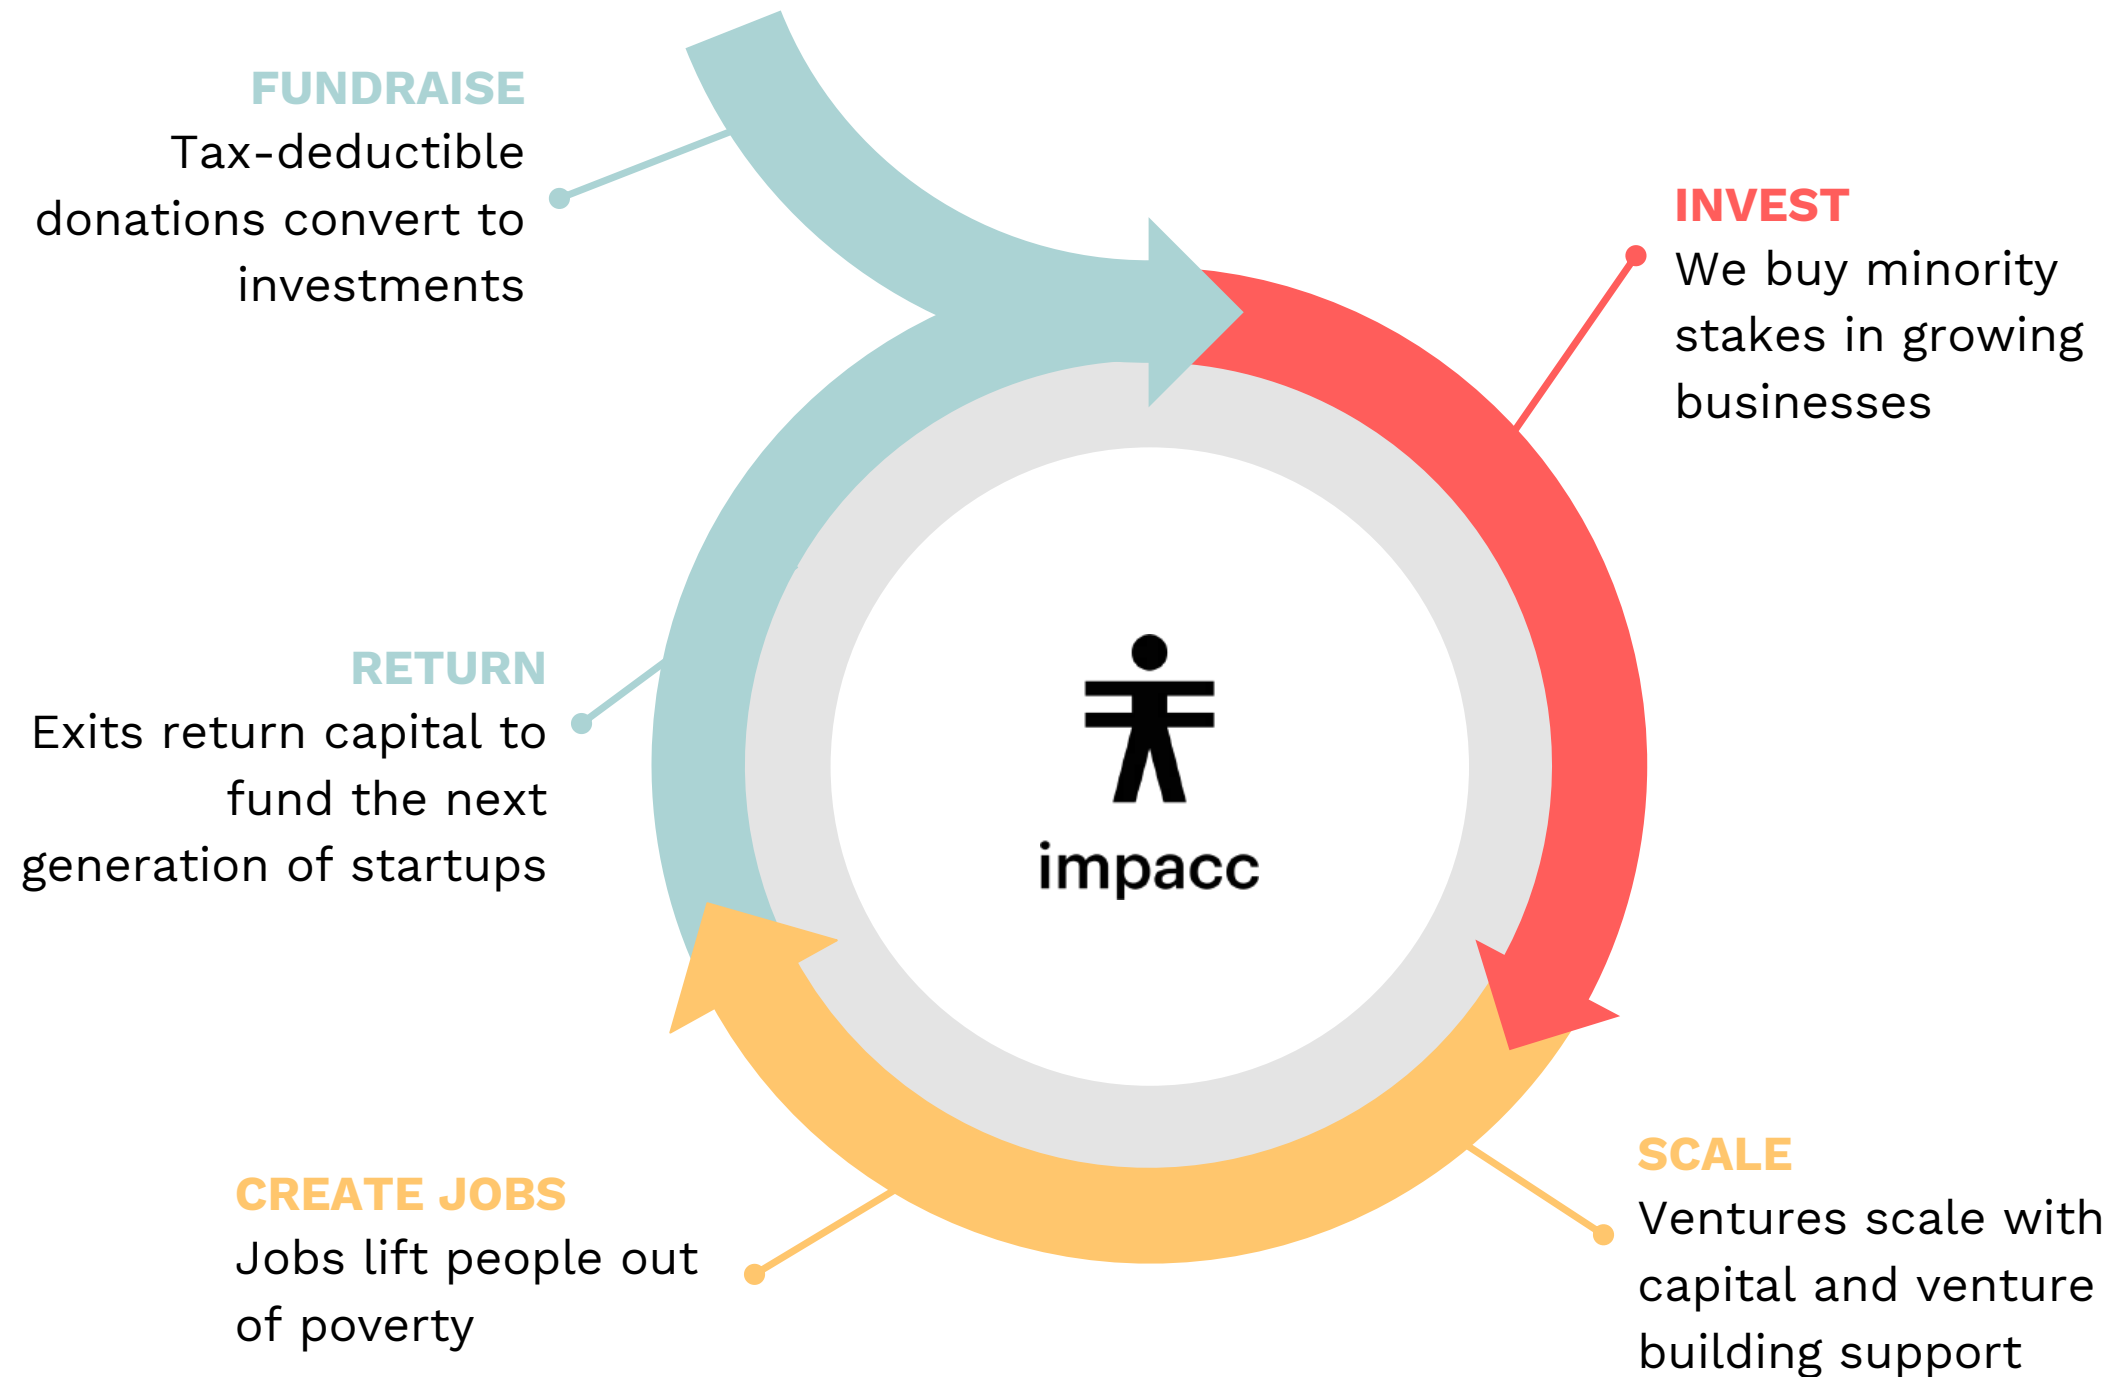 FUNDRAISE
Tax-deductible
donations convert to
investments
INVEST
We buy minority
stakes in growing
businesses
RETURN
Exits return capital to
fund the next
generation of startups
impacc
CREATE JOBS
Jobs lift people out
of poverty
SCALE
Ventures scale with
capital and venture
building support